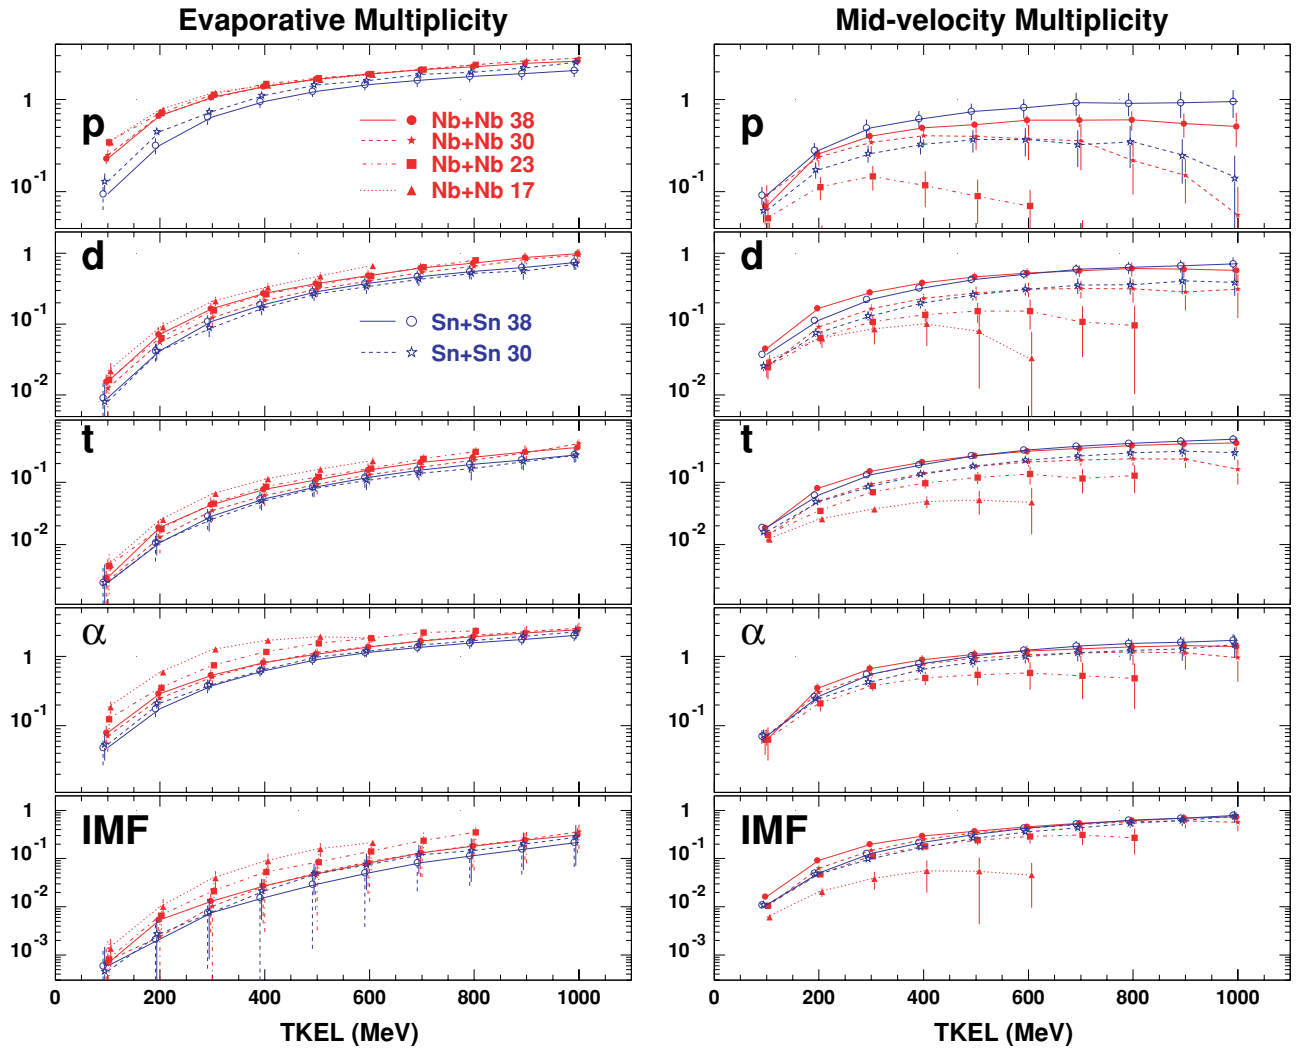 Evaporative Multiplicity
Mid-velocity Multiplicity
p
1
10-1
Nb+Nb 38
Nb+Nb 30
Nb+Nb 23
Nb+Nb 17
p
1
10-1
d
1
10-1
10-2
Sn+Sn 38
Sn+Sn 30
d
1
10-1
10-2
t
10-1
10-2
t
10-1
10-2
α
1
10-1
α
1
10-1
IMF
1
10-1
10-2
10-3
IMF
1
10-1
10-2
10-3
0 200 400 600 800 1000
0 200 400 600 800 1000
TKEL (MeV)
TKEL (MeV)